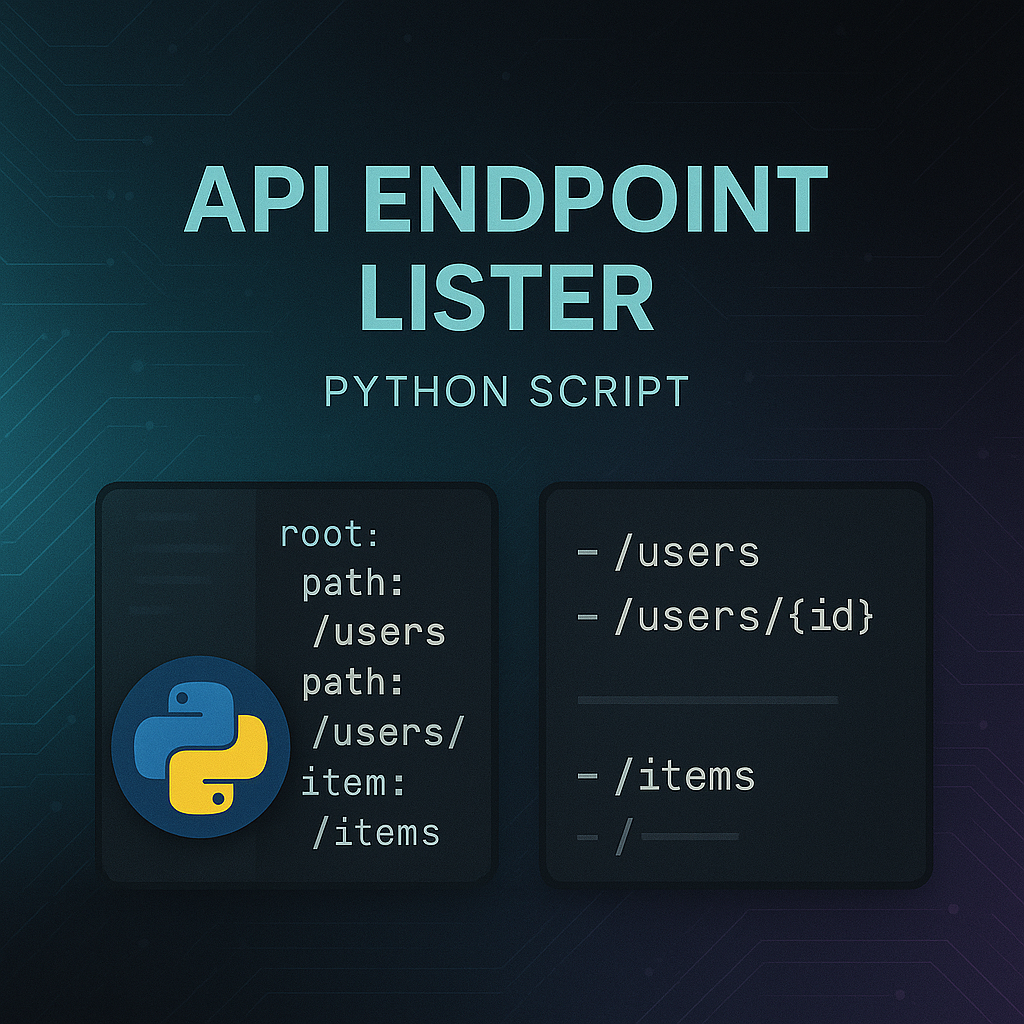 API ENDPOINT
LISTER
PYTHON SCRIPT
root:
path:
/users
path:
/users/
item:
/items
- /users
- /users/{id}
- /items
- /